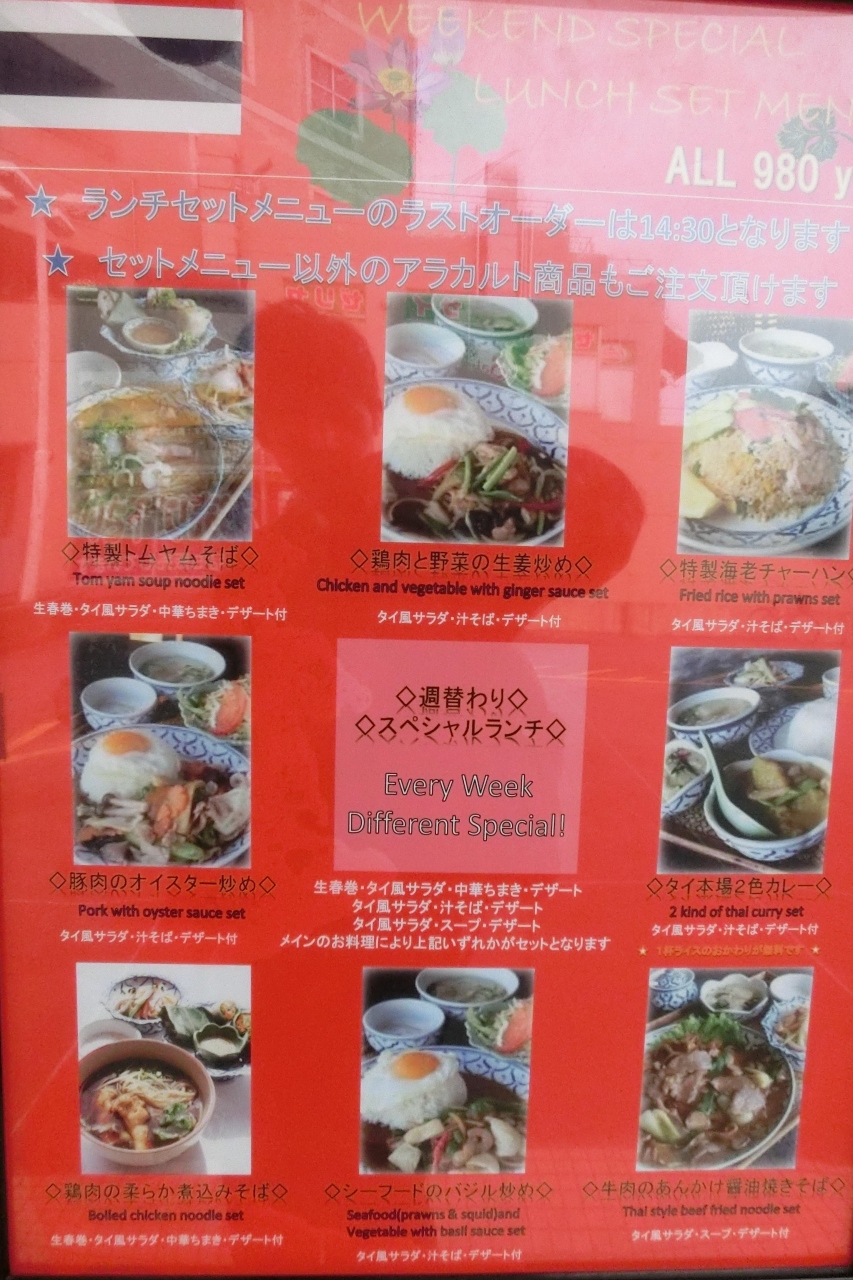 WEEKEND SPECIAL
LUNCH SET MEN
ALL 980 y
★ ランチセットメニューのラストオーダーは14:30となります
★ セットメニュー以外のアラカルト商品もご注文頂けます
◇特製トムヤムそば◇
Tom yam soup noodle set
生春巻・タイ風サラダ・中華ちまき・デザート付
◇鶏肉と野菜の生姜炒め◇
Chicken and vegetable with ginger sauce set
タイ風サラダ・汁そば・デザート付
◇特製海老チャーハン◇
Fried rice with prawns set
タイ風サラダ・汁そば・デザート付
◇豚肉のオイスター炒め◇
Pork with oyster sauce set
タイ風サラダ・汁そば・デザート付
◇週替わり◇
◇スペシャルランチ◇
Every Week
Different Special!
生春巻・タイ風サラダ・中華ちまき・デザート
タイ風サラダ・汁そば・デザート
タイ風サラダ・スープ・デザート
メインのお料理により上記いずれかがセットとなります
◇タイ本場2色カレー◇
2 kind of thai curry set
タイ風サラダ・汁そば・デザート付
★ 1杯ライスのおかわりが無料です ★
◇鶏肉の柔らか煮込みそば◇
Boiled chicken noodle set
生春巻・タイ風サラダ・中華ちまき・デザート付
◇シーフードのバジル炒め◇
Seafood(prawns & squid)and
Vegetable with basil sauce set
タイ風サラダ・汁そば・デザート付
◇牛肉のあんかけ醤油焼きそば◇
Thai style beef fried noodle set
タイ風サラダ・スープ・デザート付